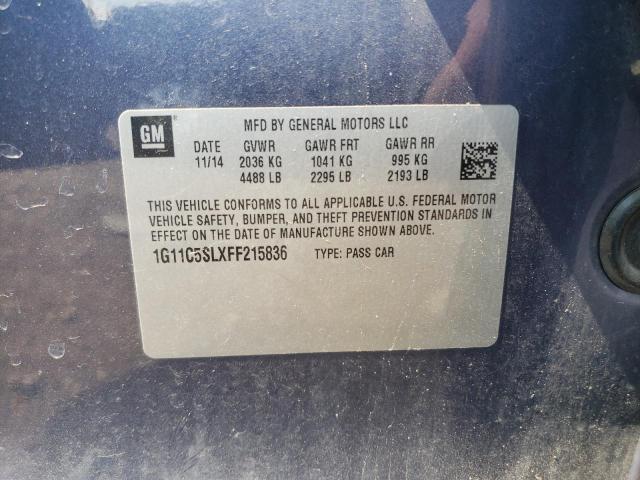 GM
MFD BY GENERAL MOTORS LLC
DATE GVWR GAWR FRT GAWR RR
11/14 2036 KG 1041 KG 995 KG
4488 LB 2295 LB 2193 LB
THIS VEHICLE CONFORMS TO ALL APPLICABLE U.S. FEDERAL MOTOR
VEHICLE SAFETY, BUMPER, AND THEFT PREVENTION STANDARDS
IN EFFECT ON THE DATE OF MANUFACTURE SHOWN ABOVE.
1G11C5SLXFF215836 TYPE: PASS CAR